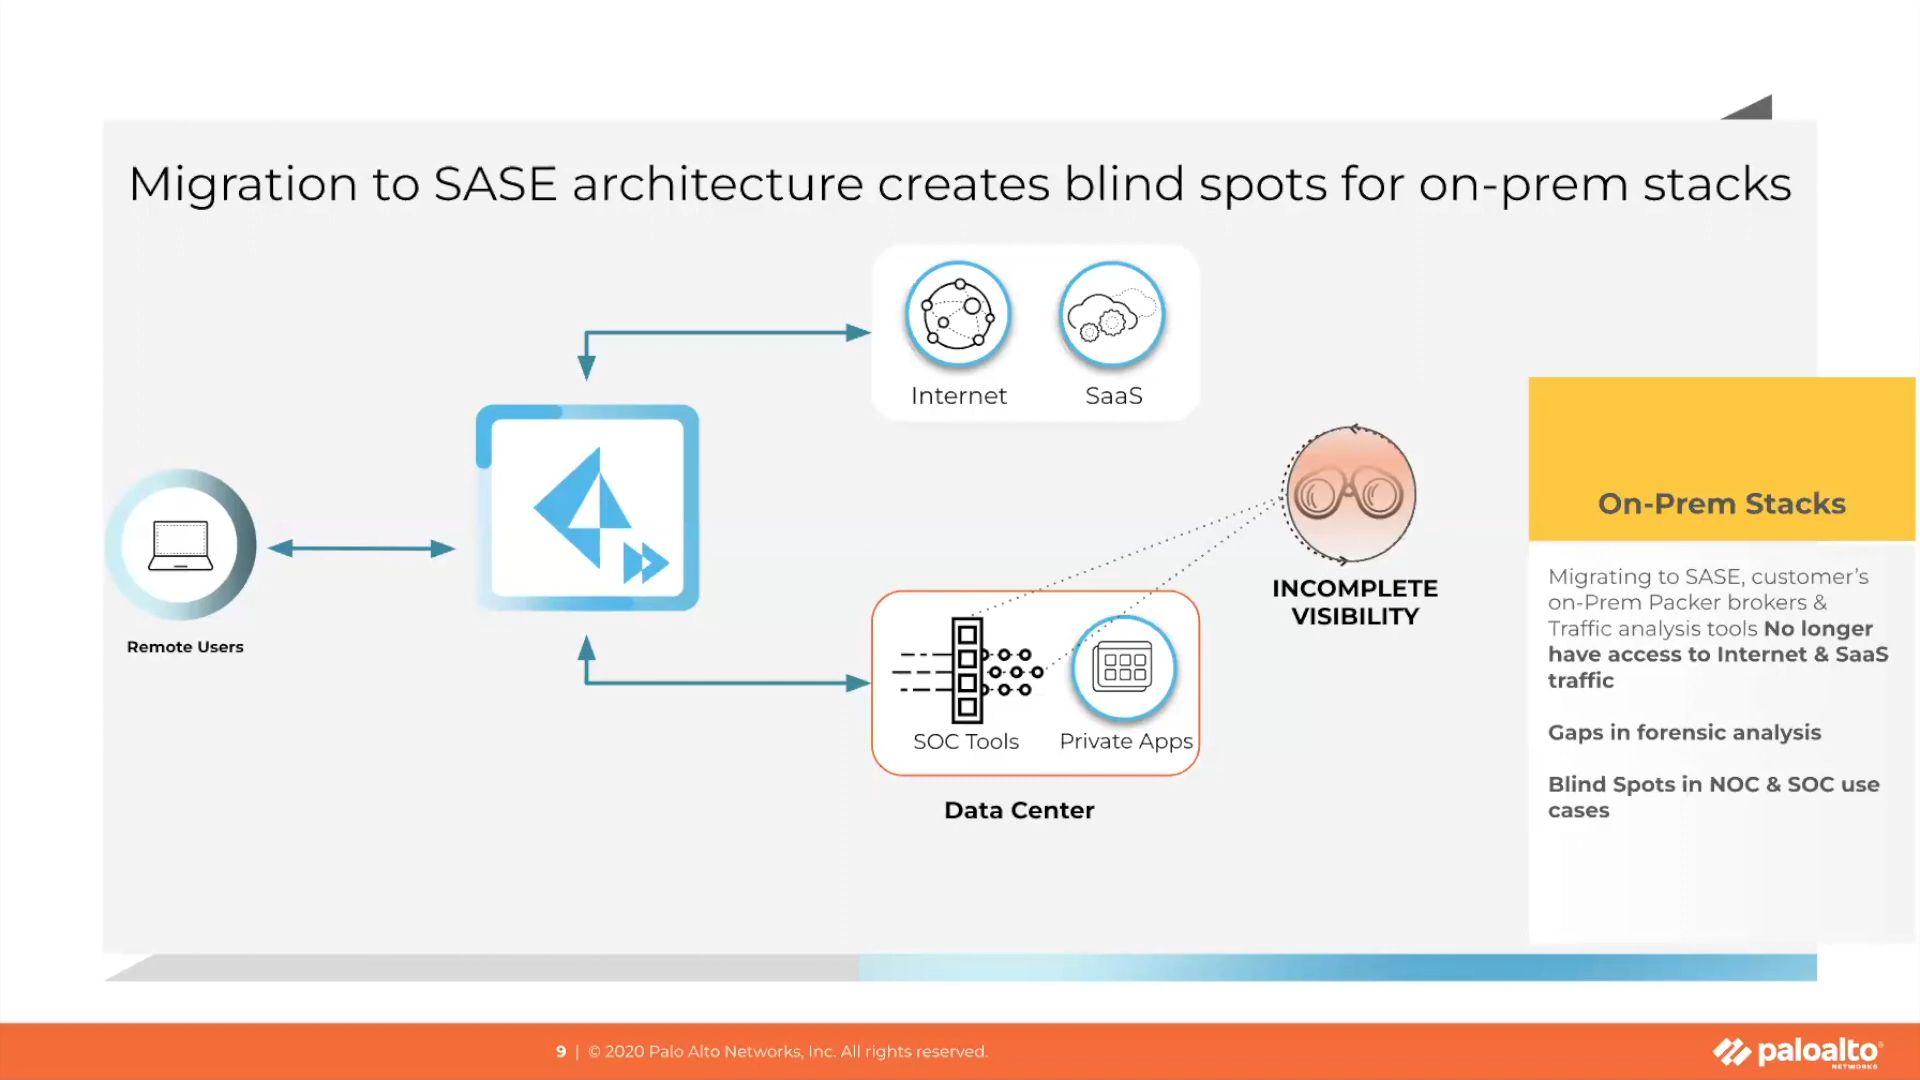 Migration to SASE architecture creates blind spots for on-prem stacks
Internet
SaaS
On-Prem Stacks
Remote Users
INCOMPLETE
VISIBILITY
SOC Tools
Private Apps
Data Center
Migrating to SASE, customer’s
on-Prem Packer brokers &
Traffic analysis tools No longer
have access to Internet & SaaS
traffic
Gaps in forensic analysis
Blind Spots in NOC & SOC use
cases
9 | © 2020 Palo Alto Networks, Inc. All rights reserved.
paloalto®
NETWORKS